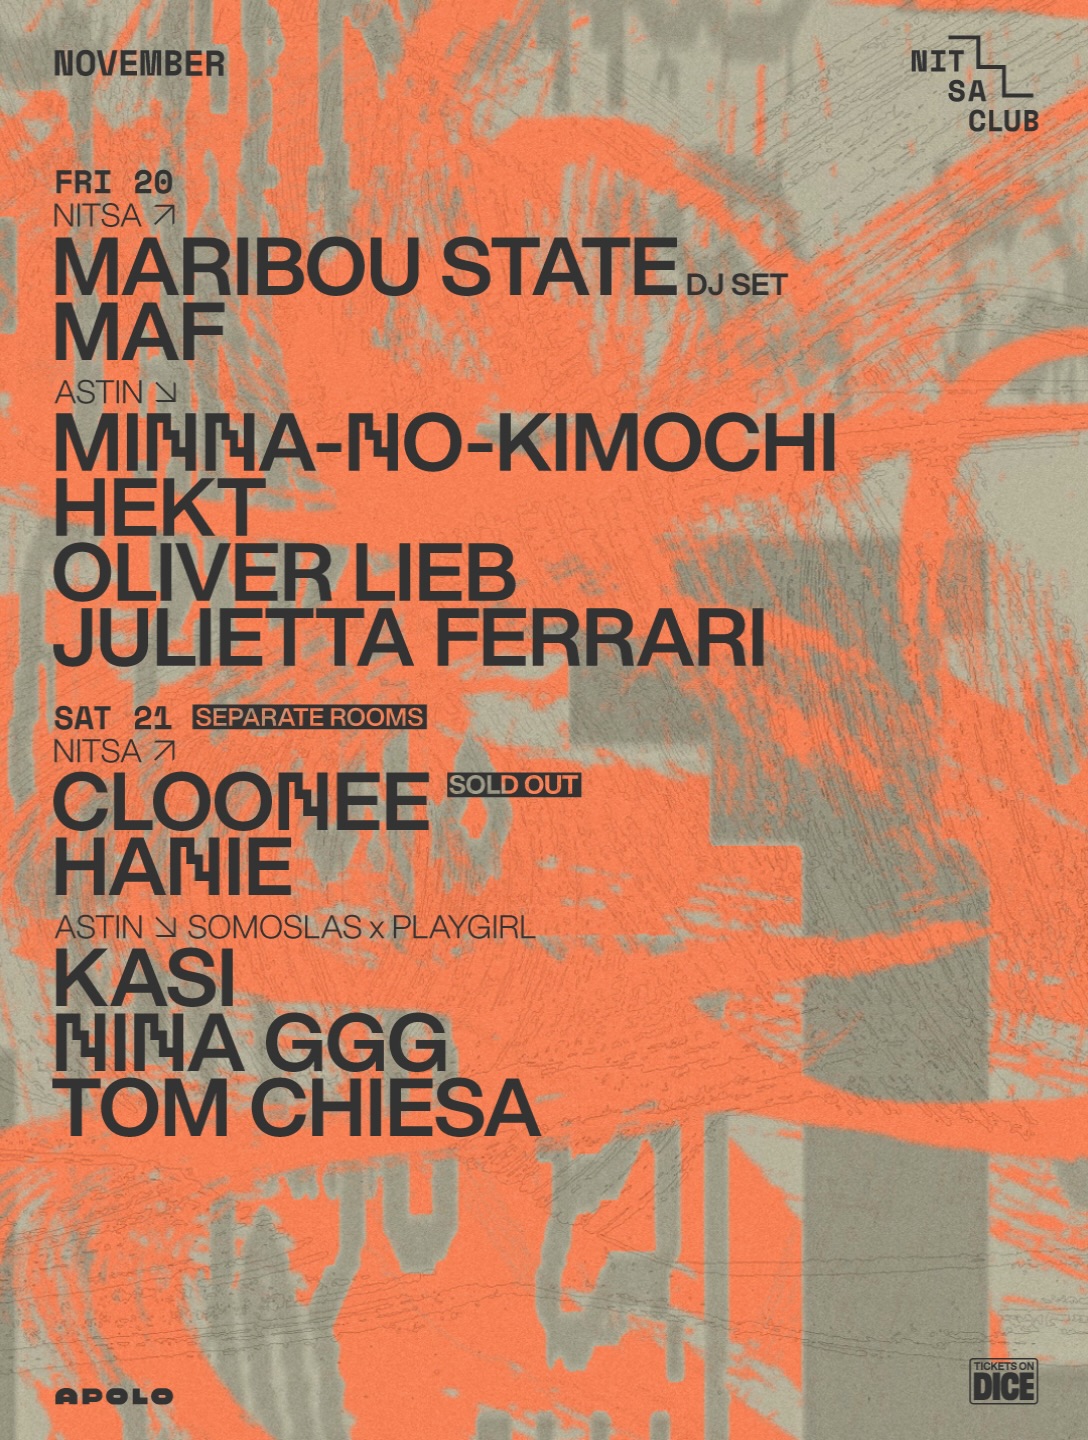 NOVEMBER
NIT
SA
CLUB
FRI 20
NITSA ↗
MARIBOU STATE DJ SET
MAF
ASTIN ↘
MINNA-NO-KIMOCHI
HEKT
OLIVER LIEB
JULIETTA FERRARI
SAT 21 SEPARATE ROOMS
NITSA ↗
CLOONEE SOLD OUT
HANIE
ASTIN ↘ SOMOSLAS x PLAYGIRL
KASI
NINA GGG
TOM CHIESA
APOLO
TICKETS ON
DICE